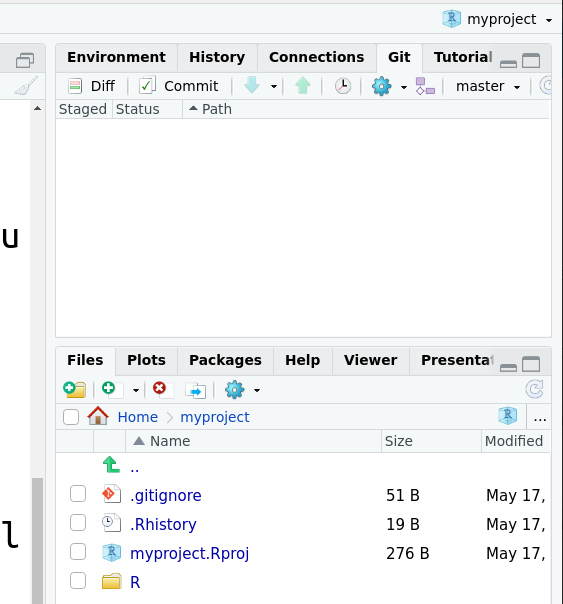 myproject
Environment History Connections Git Tutorial
Diff Commit master
Staged Status Path
u
Files Plots Packages Help Viewer Presenta
Home myproject ...
Name Size Modified
..
.gitignore 51 B May 17,
.Rhistory 19 B May 17,
l
myproject.Rproj 276 B May 17,
R